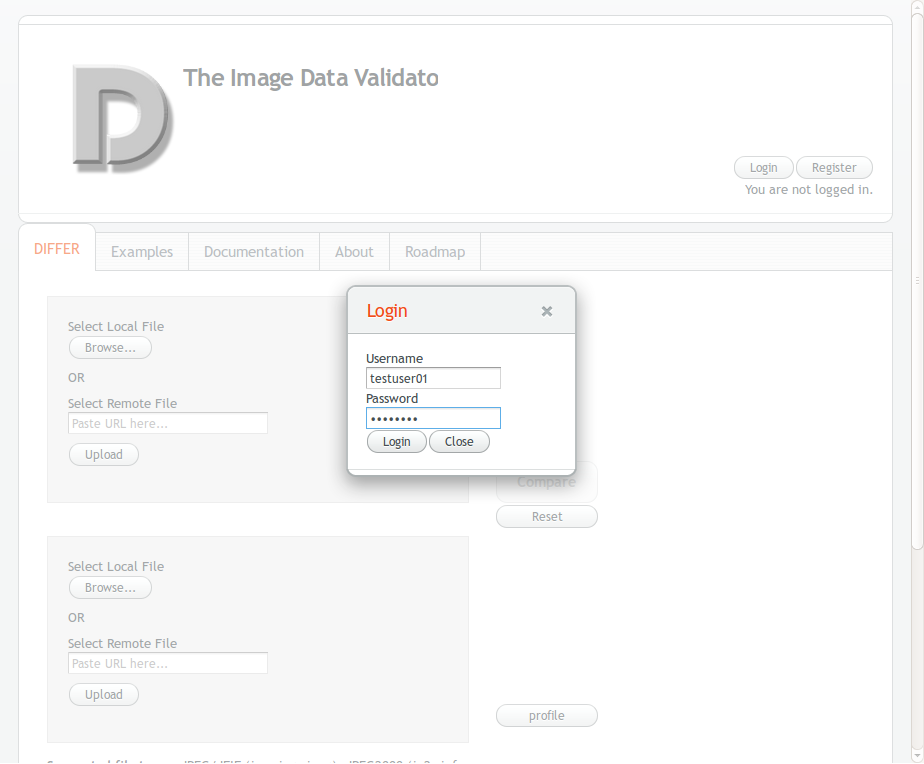 D
The Image Data Validato
Login Register
You are not logged in.
DIFFER Examples Documentation About Roadmap
Select Local File
Browse...
OR
Select Remote File
Paste URL here...
Upload
Login
Username
testuser01
Password
••••••••
Login Close
Compare
Reset
Select Local File
Browse...
OR
Select Remote File
Paste URL here...
Upload
profile